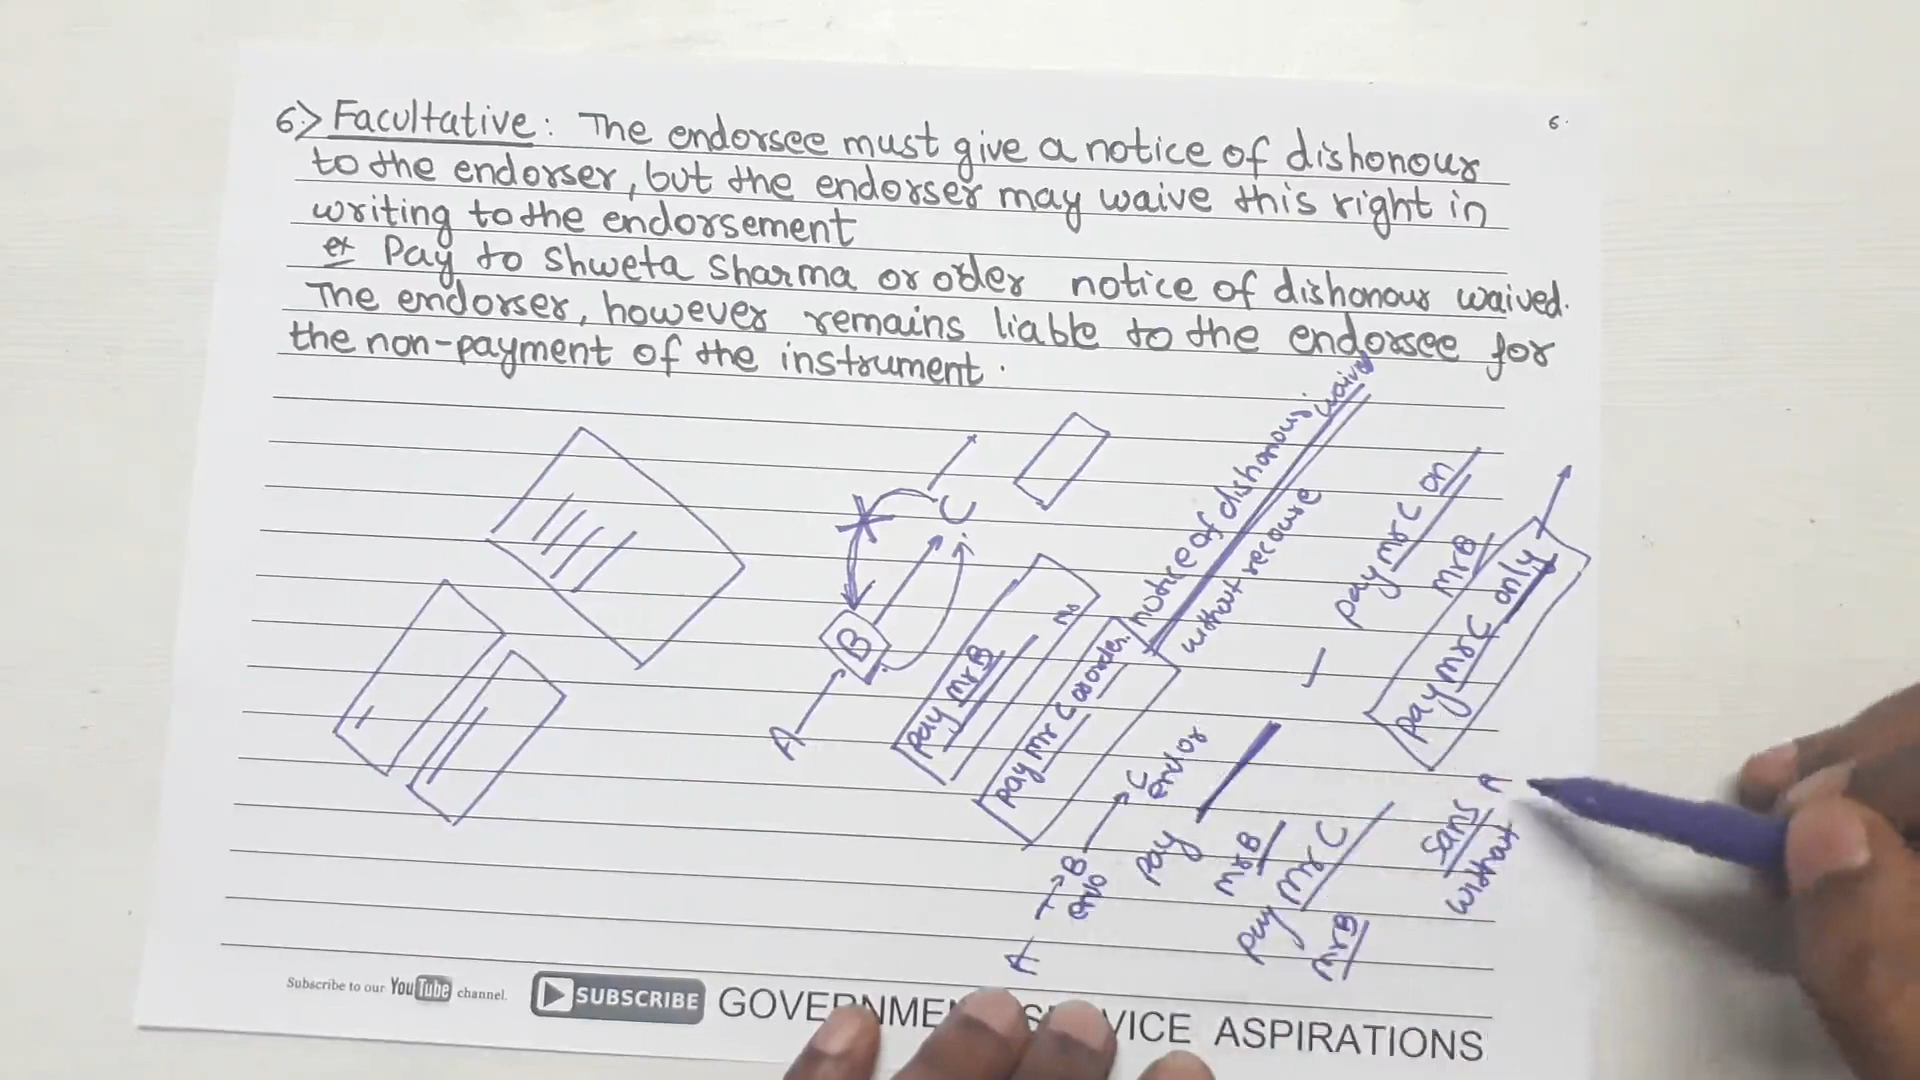 6.
6> Facultative: The endorsee must give a notice of dishonour
to the endorser, but the endorser may waive this right in
writing to the endorsement
ex Pay to Shweta Sharma or order notice of dishonour waived.
The endorser, however remains liable to the endorsee for
the non-payment of the instrument.
C
B
A
pay mr B
pay mr C or order.
notice of dishonour waived
without recourse
pay mr C on
mr B
pay mr C only
A
B
endo
C
endor
pay
mr B
pay mr C
mr B
Sans R
without
Subscribe to our YouTube channel.
SUBSCRIBE
ASPIRATIONS